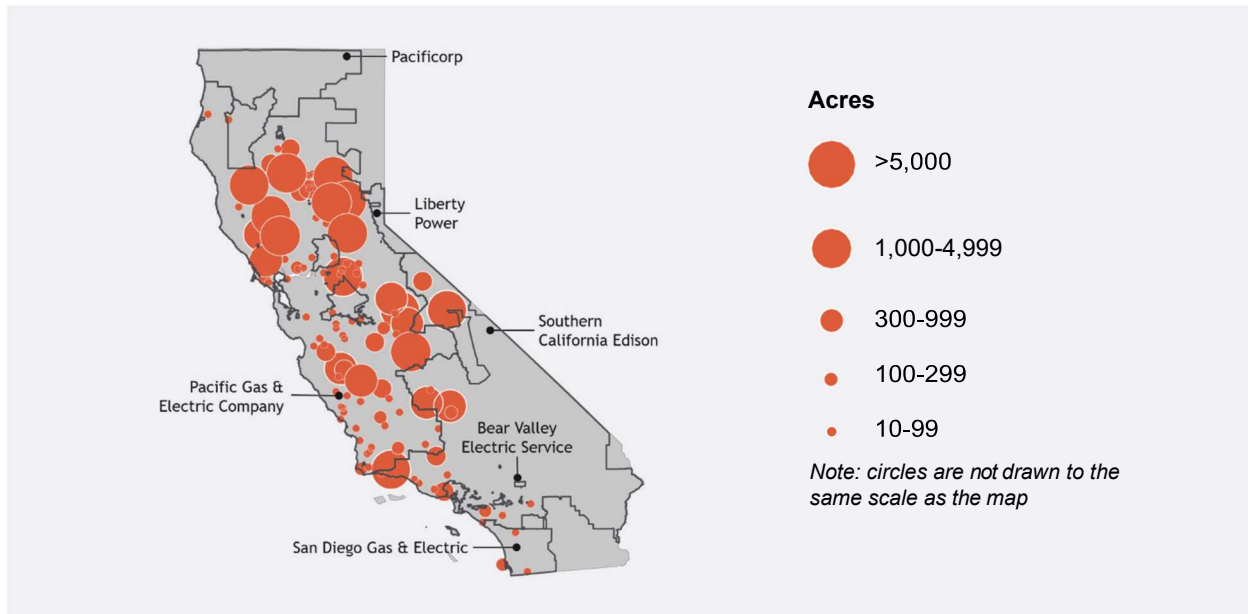 Pacificorp
Liberty
Power
Southern
California Edison
Pacific Gas &
Electric Company
Bear Valley
Electric Service
San Diego Gas & Electric
Acres
>5,000
1,000-4,999
300-999
100-299
10-99
Note: circles are not drawn to the
same scale as the map